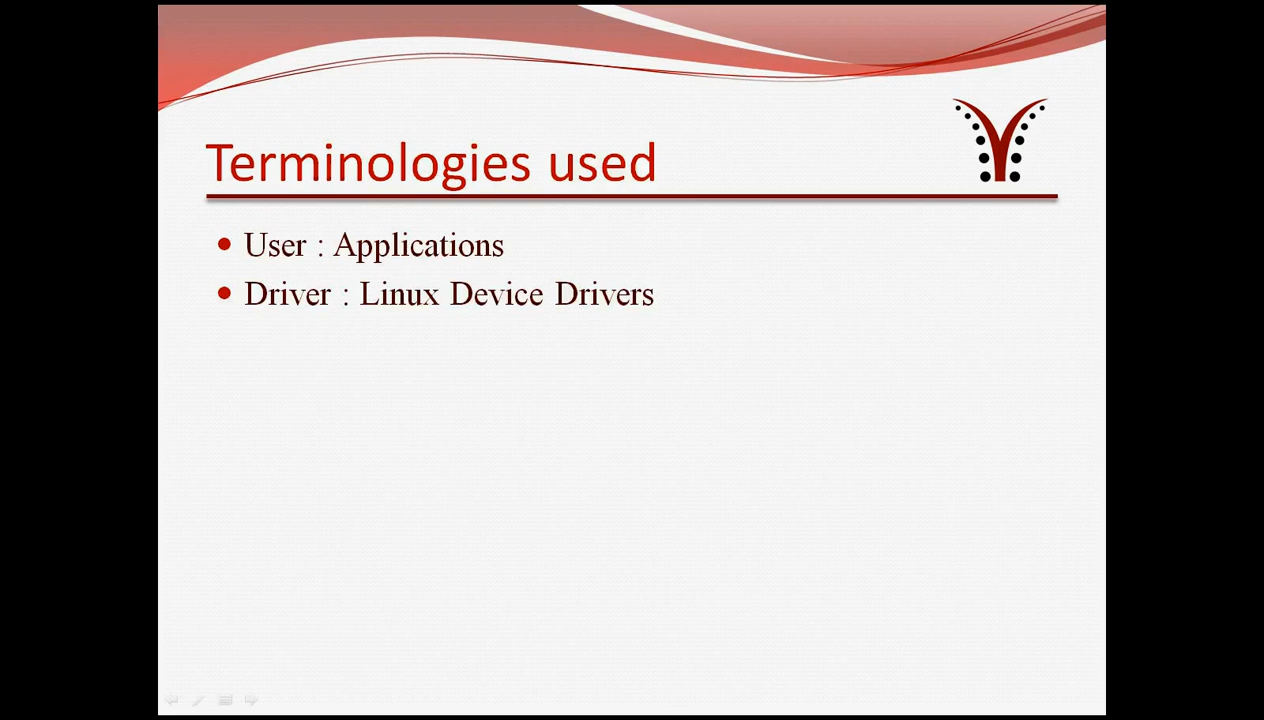 Terminologies used
User : Applications
Driver : Linux Device Drivers